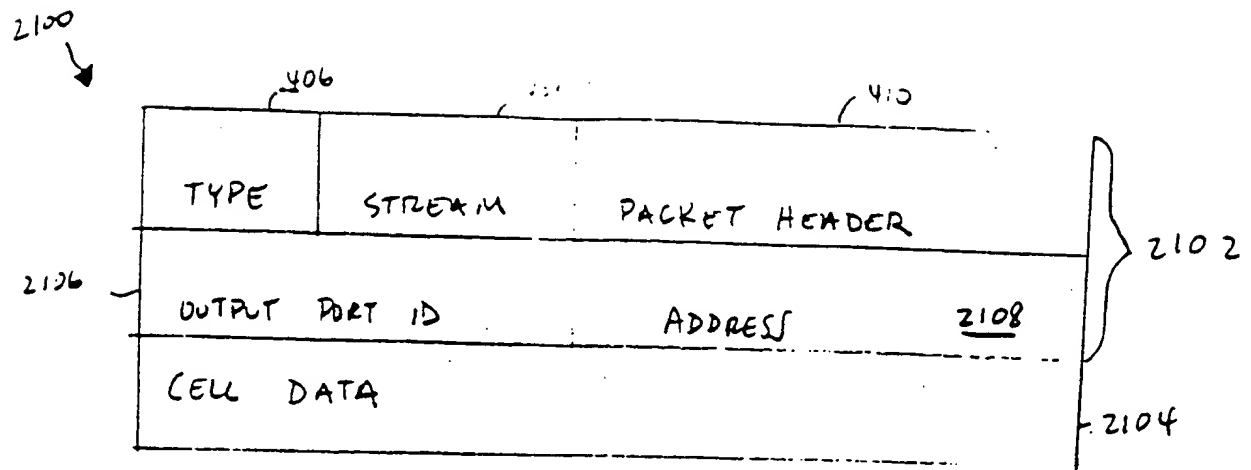 2100
406
410
TYPE STREAM PACKET HEADER
2102
2106
OUTPUT PORT ID ADDRESS 2108
CELL DATA
2104